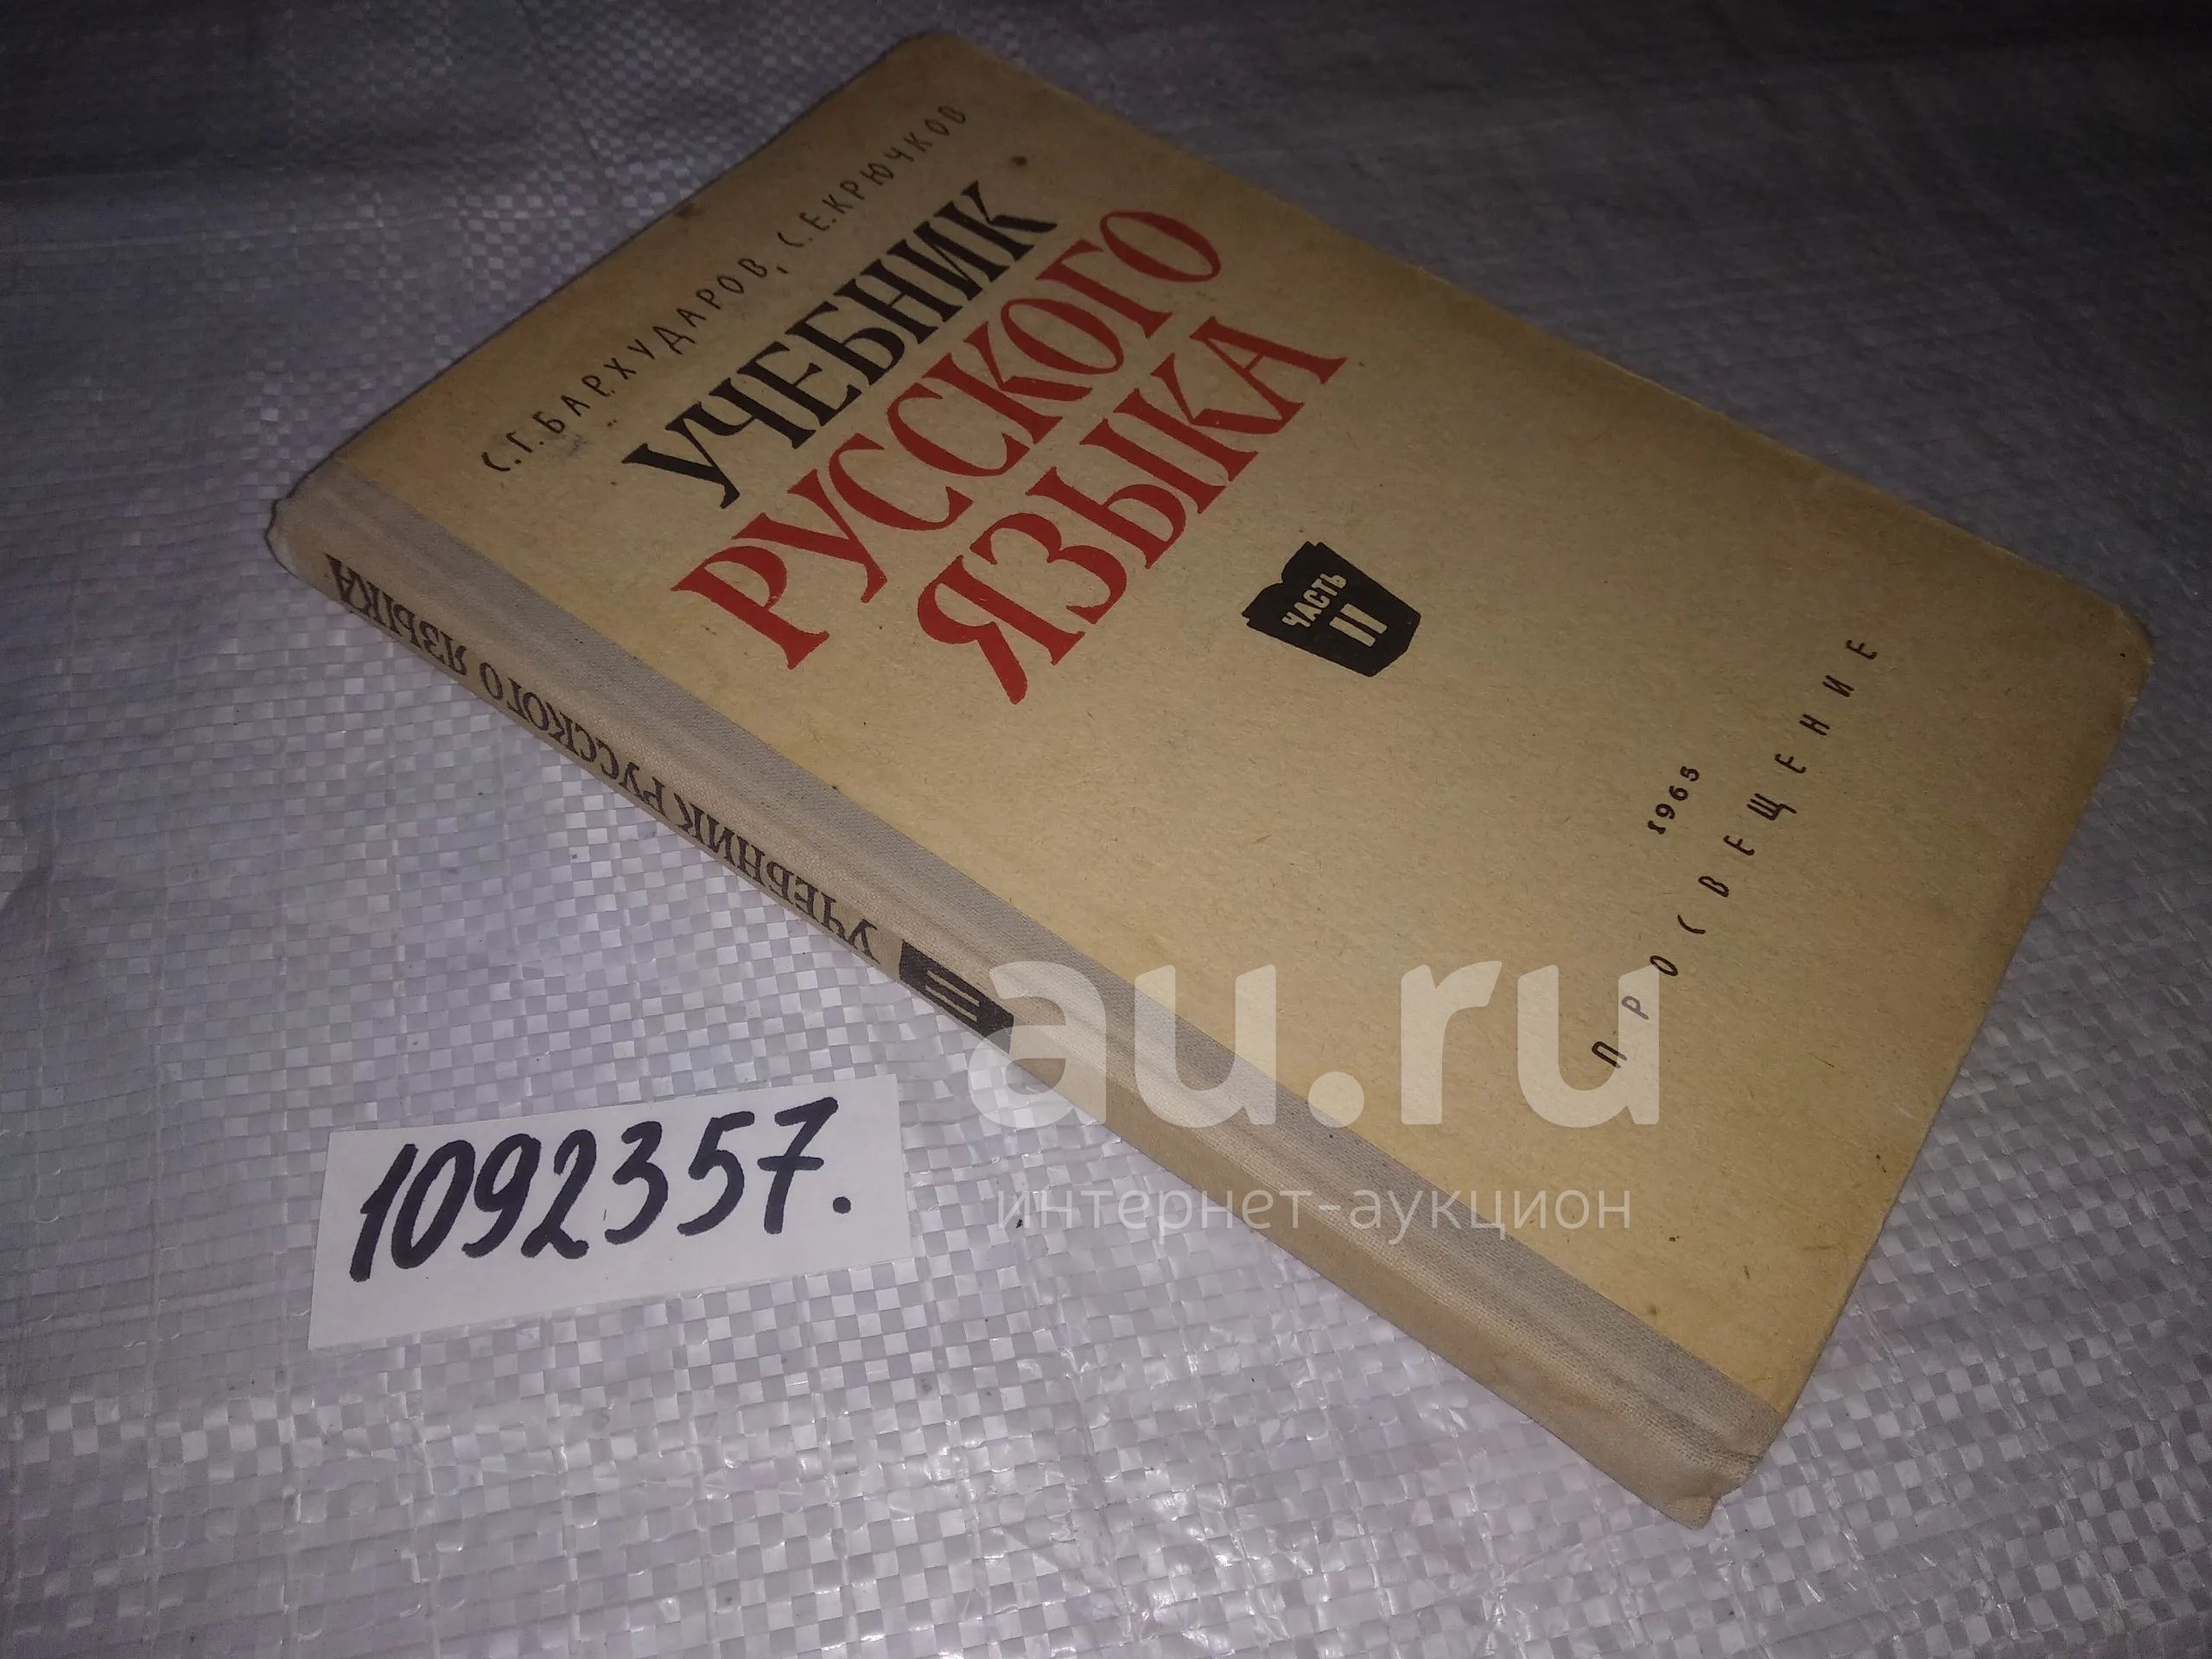 С.Г.БАРХУДАРОВ, С.Е.КРЮЧКОВ
УЧЕБНИК
РУССКОГО
ЯЗЫКА
ЧАСТЬ
II
1965
ПРОСВЕЩЕНИЕ
УЧЕБНИК РУССКОГО ЯЗЫКА
II
1092357.
au.ru
интернет-аукцион